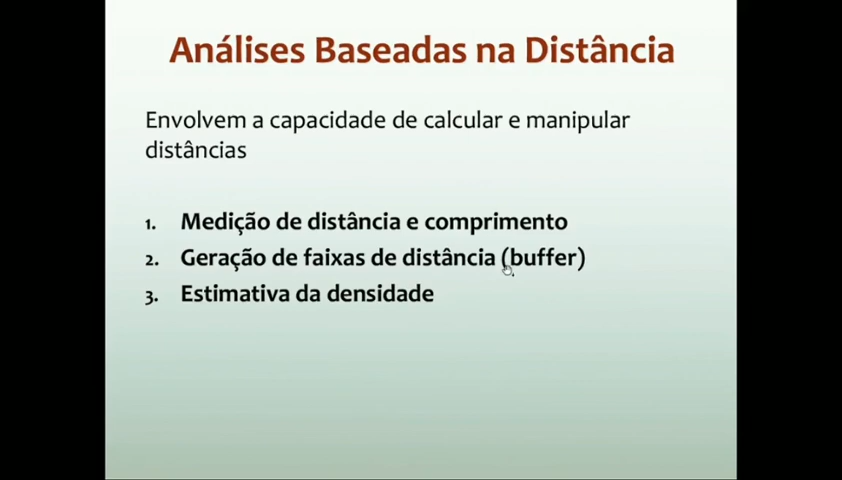 Análises Baseadas na Distância
Envolvem a capacidade de calcular e manipular
distâncias
1. Medição de distância e comprimento
2. Geração de faixas de distância (buffer)
3. Estimativa da densidade